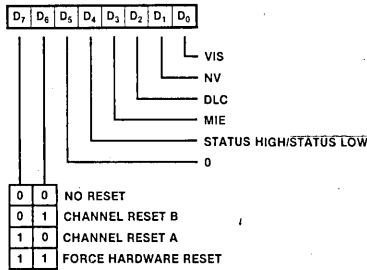 D7 D6 D5 D4 D3 D2 D1 D0
VIS
NV
DLC
MIE
STATUS HIGH/STATUS LOW
0
0 0 NO RESET
0 1 CHANNEL RESET B
1 0 CHANNEL RESET A
1 1 FORCE HARDWARE RESET